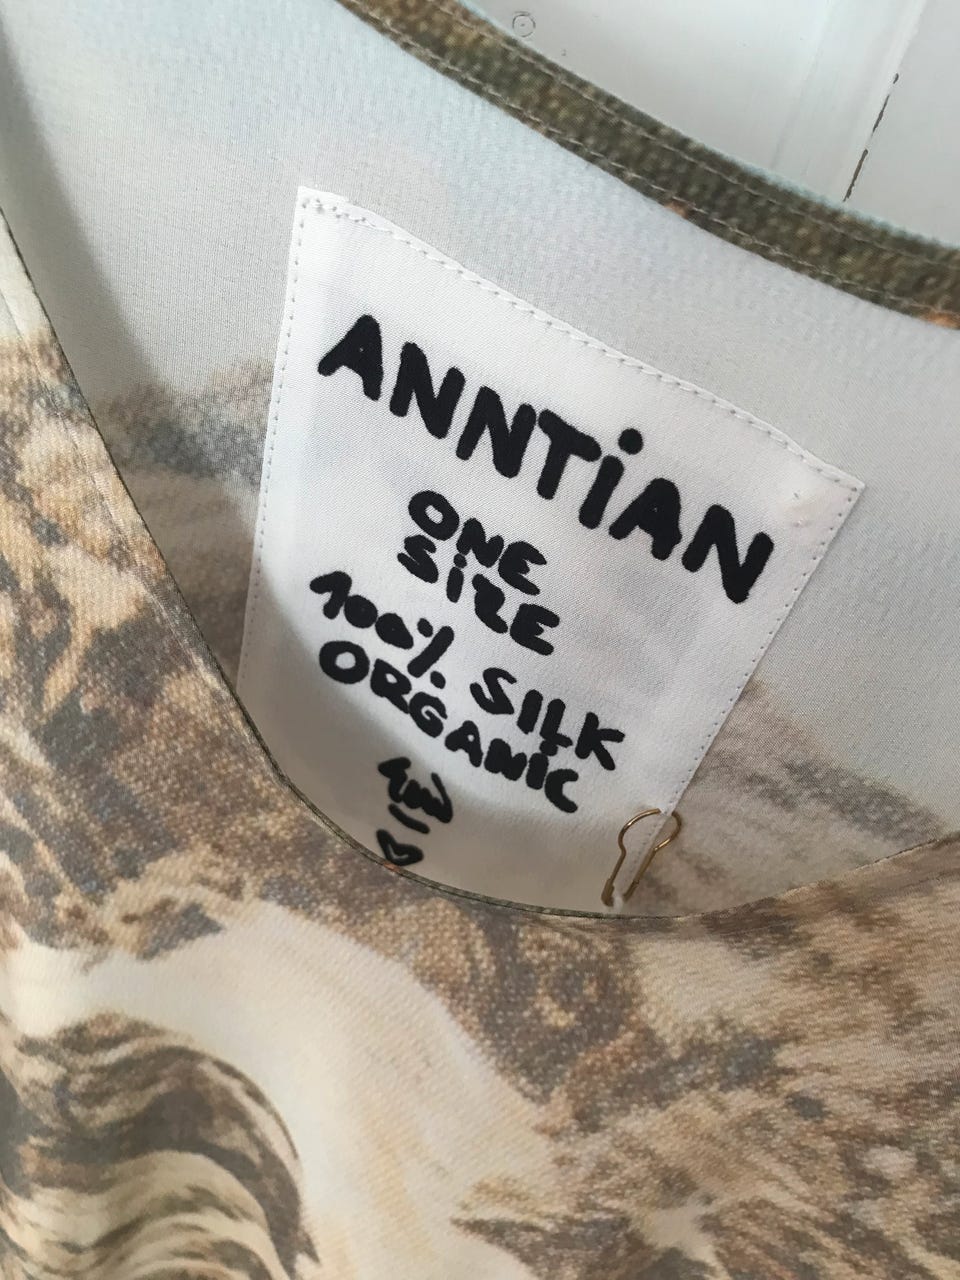 ANNTiAN
ONE
SiZE
100% SILK
ORGANiC